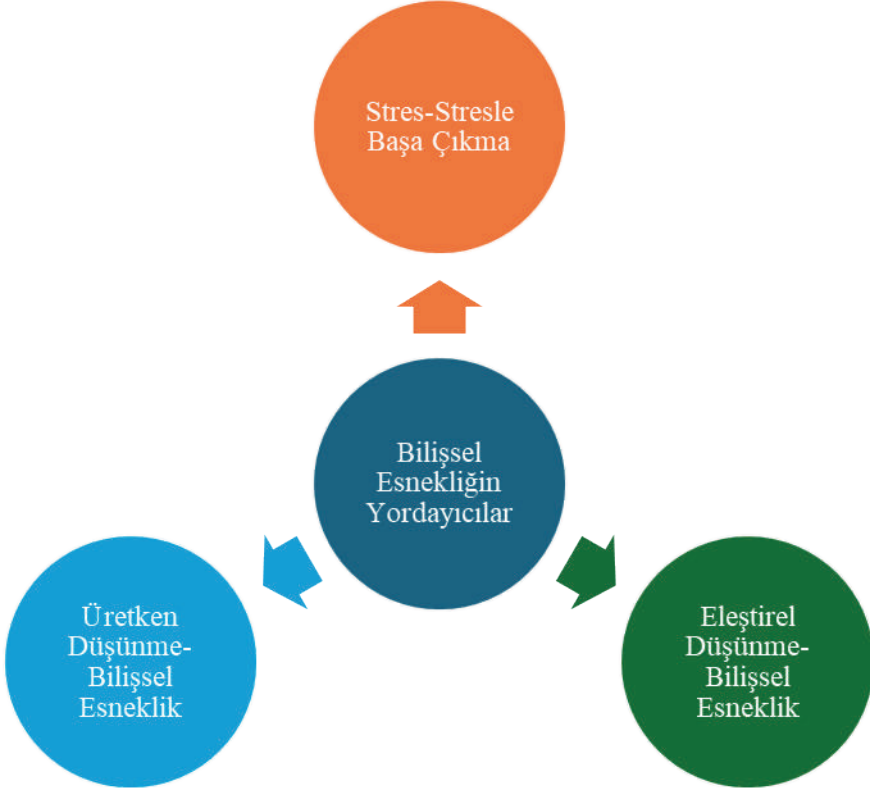 Stres-Stresle
Başa Çıkma
Bilişsel
Esnekliğin
Yordayıcılar
Üretken
Düşünme-
Bilişsel
Esneklik
Eleştirel
Düşünme-
Bilişsel
Esneklik